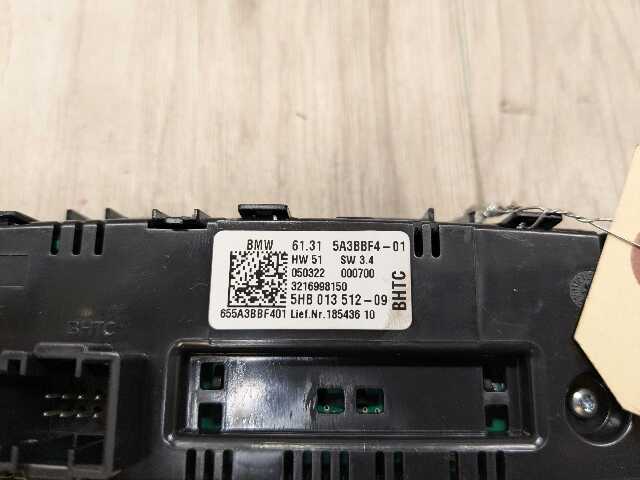 BMW 61.31 5A3BBF4-01
HW 51 SW 3.4
050322 000700
3216998150
5HB 013 512-09
655A3BBF401 Lief.Nr.185436 10
BHTC
BHTC